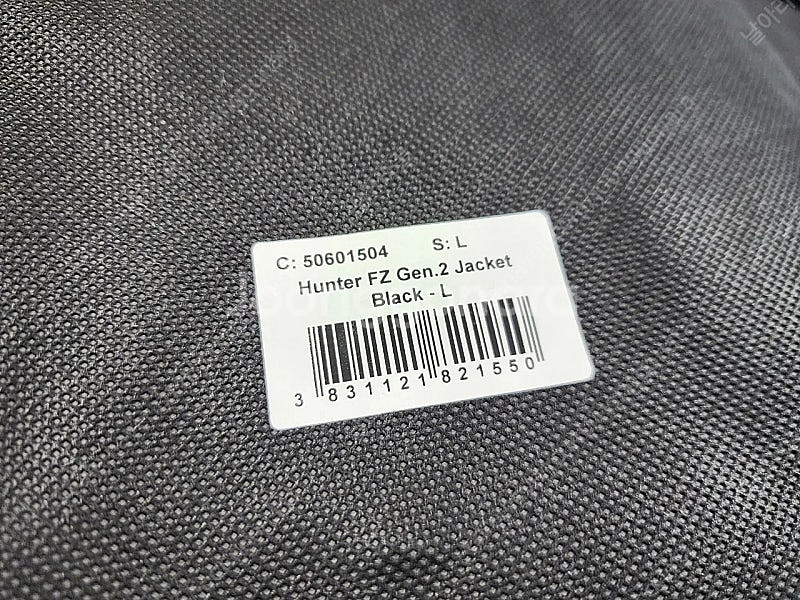 C: 50601504 S: L
Hunter FZ Gen.2 Jacket
Black - L
3 831121 821550